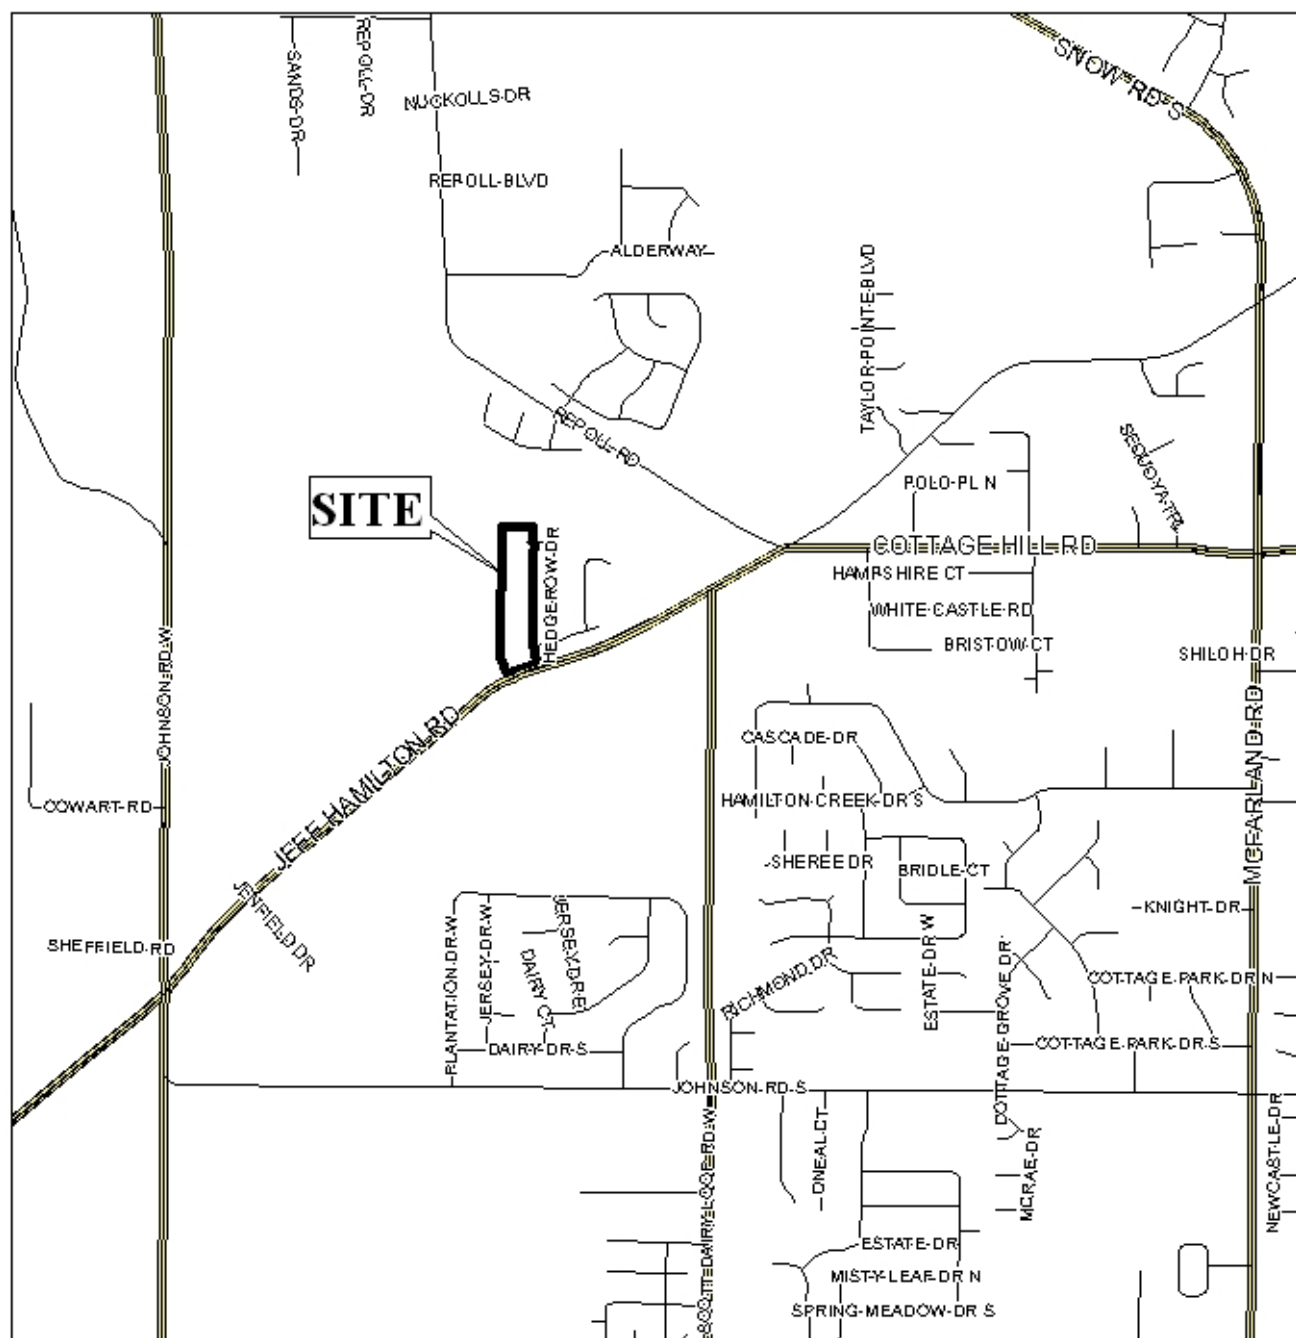 SNOW RD S
SANDS DR
REPOLL DR
NUCKOLLS DR
REPOLL BLVD
ALDERWAY
TAYLOR POINTE BLVD
REPOLL RD
SEQUOYA TRL
POLO PL N
SITE
HEDGEROW DR
COTTAGE HILL RD
HAMPSHIRE CT
WHITE CASTLE RD
BRISTOW CT
SHILOH DR
JOHNSON RD W
JEFF HAMILTON RD
MCFARLAND RD
CASCADE DR
COWART RD
HAMILTON CREEK DR S
SHEREE DR
BRIDLE CT
JENFIELD DR
KNIGHT DR
SHEFFIELD RD
PLANTATION DR W
JERSEY DR W
JERSEY DR E
DAIRY CT
RICHMOND DR
ESTATE DR W
COTTAGE GROVE DR
COTTAGE PARK DR N
DAIRY DR S
COTTAGE PARK DR S
JOHNSON RD S
SCOTT DAIRY LOOP RD W
ONEAL CT
MCRAE DR
NEWCASTLE DR
ESTATE DR
MISTY LEAF DR N
SPRING MEADOW DR S